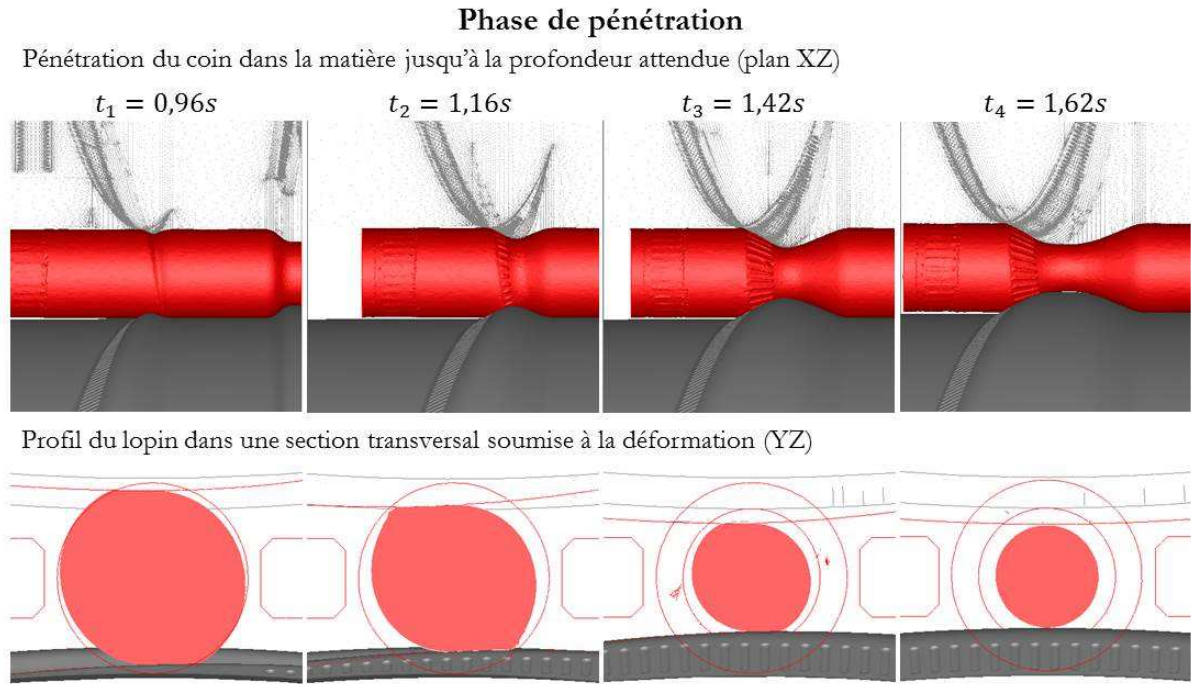 Phase de pénétration
Pénétration du coin dans la matière jusqu’à la profondeur attendue (plan XZ)
t₁ = 0,96s t₂ = 1,16s t₃ = 1,42s t₄ = 1,62s
Profil du lopin dans une section transversal soumise à la déformation (YZ)